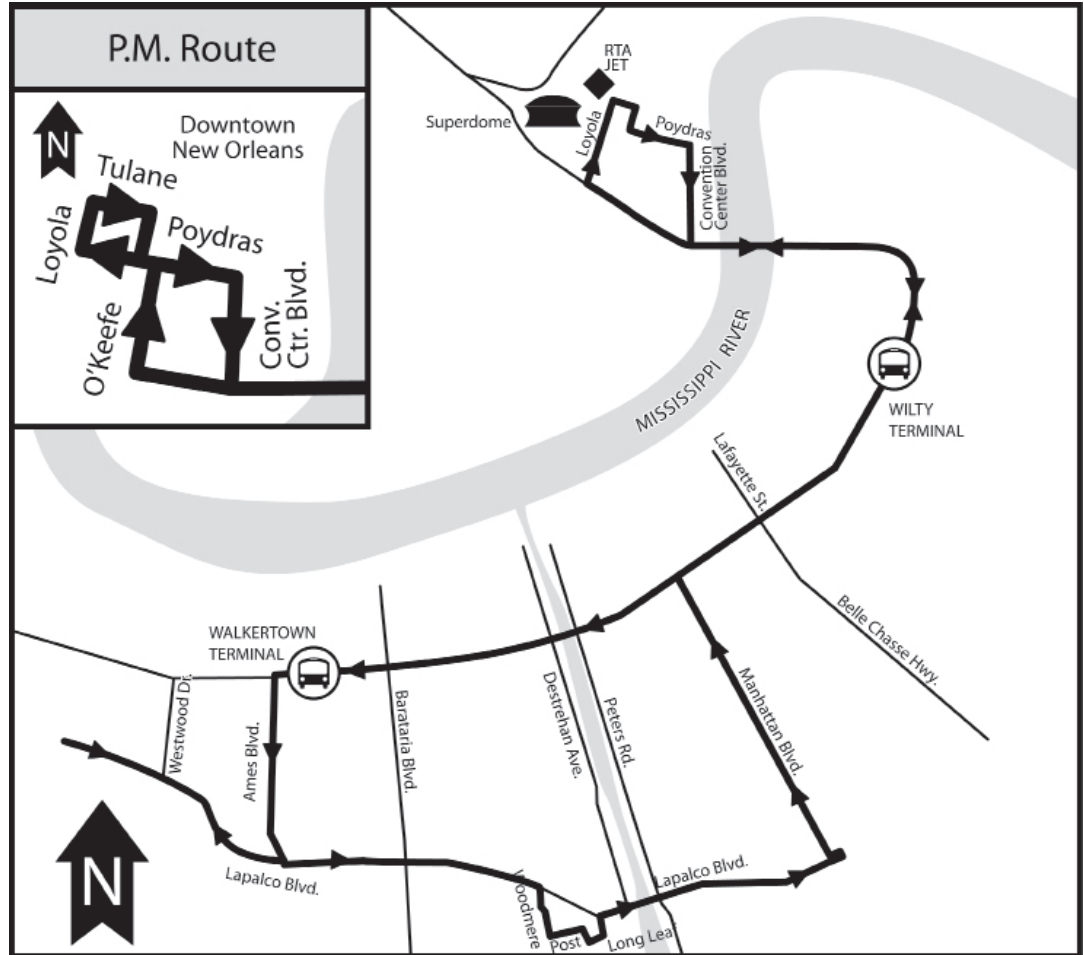 P.M. Route
N
Downtown
New Orleans
Tulane
Loyola
Poydras
O'Keefe
Conv.
Ctr. Blvd.
RTA
JET
Superdome
Loyola
Poydras
Convention
Center Blvd.
MISSISSIPPI RIVER
WILTY
TERMINAL
Lafayette St.
Belle Chasse Hwy.
WALKERTOWN
TERMINAL
Westwood Dr.
Ames Blvd.
Barataria Blvd.
Destrehan Ave.
Peters Rd.
Manhattan Blvd.
N
Lapalco Blvd.
Woodmere
Post
Long Leaf
Lapalco Blvd.